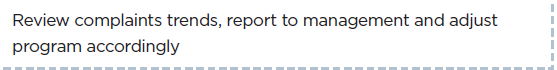 Review complaints trends, report to management and adjust
program accordingly